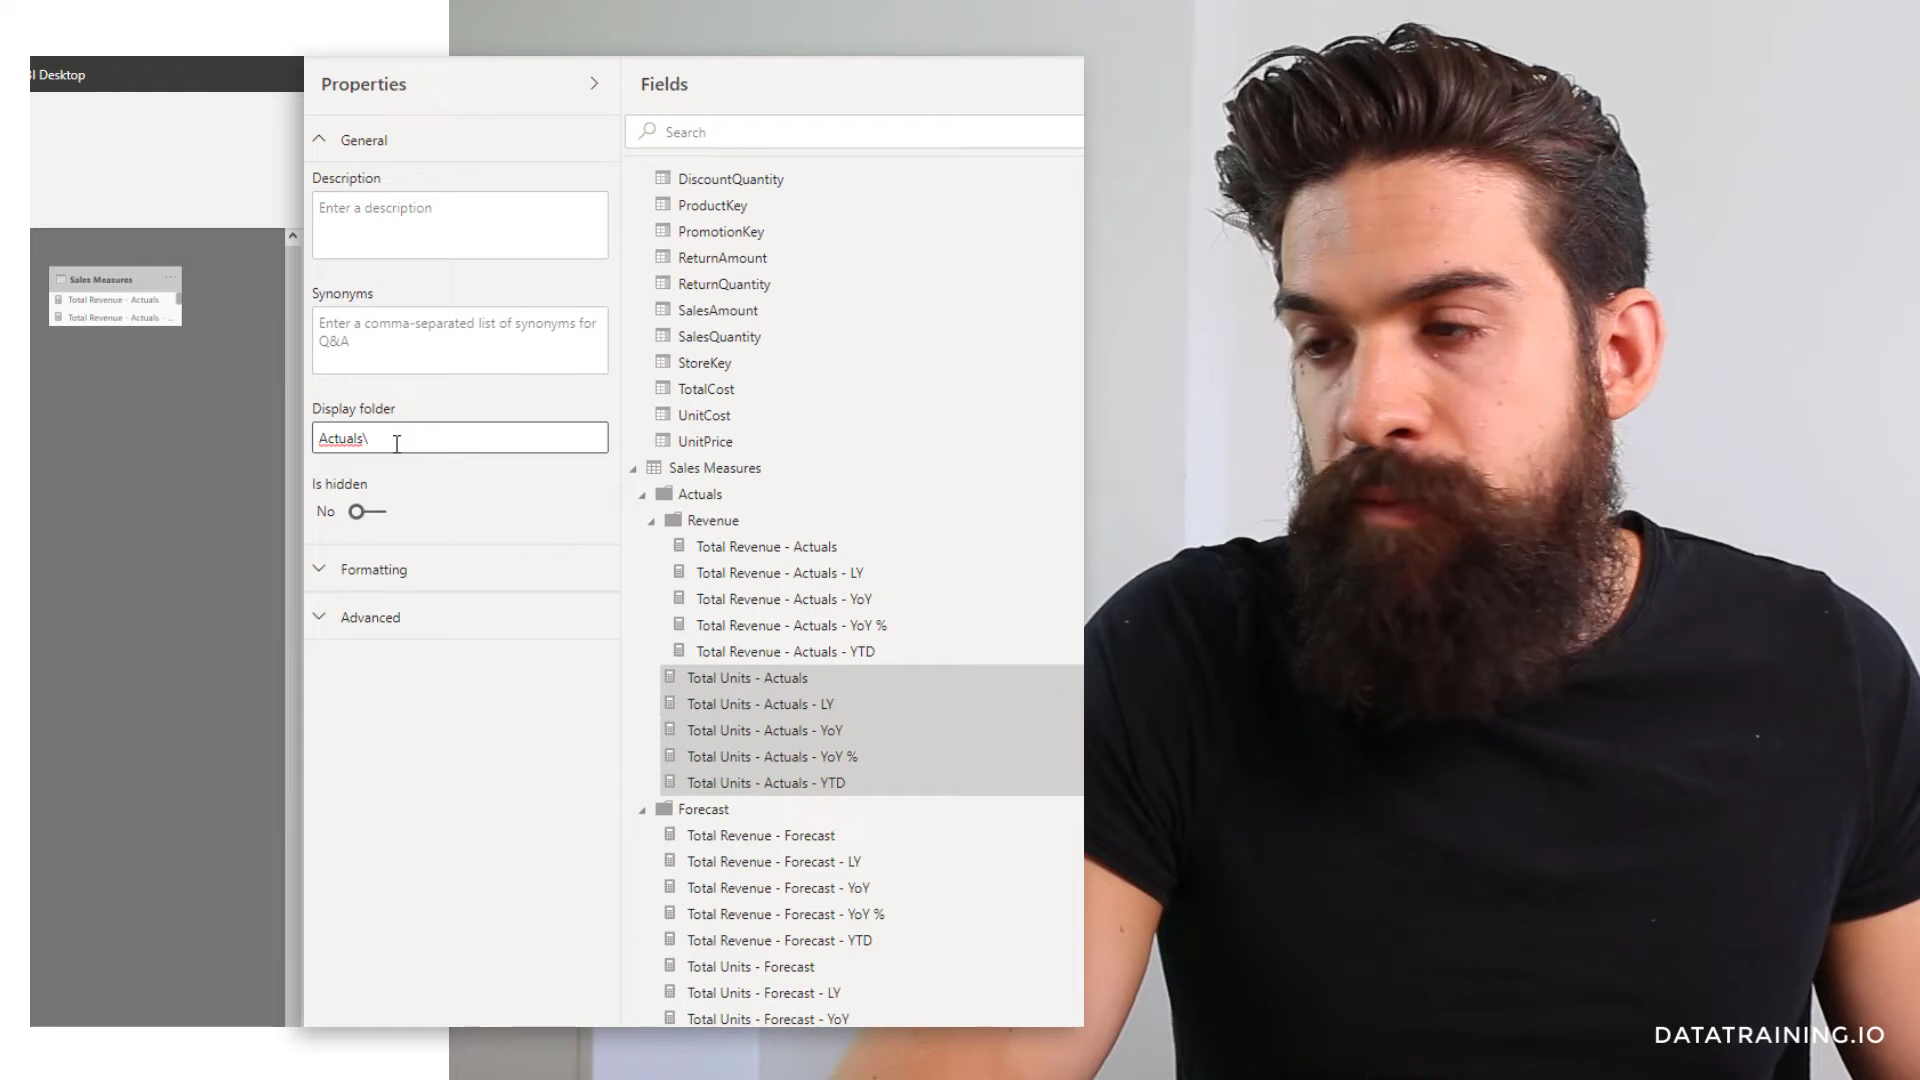 BI Desktop
Sales Measures
Total Revenue - Actuals
Total Revenue - Actuals - ...
Properties
General
Description
Enter a description
Synonyms
Enter a comma-separated list of synonyms for
Q&A
Display folder
Actuals\
Is hidden
No
Formatting
Advanced
Fields
Search
DiscountQuantity
ProductKey
PromotionKey
ReturnAmount
ReturnQuantity
SalesAmount
SalesQuantity
StoreKey
TotalCost
UnitCost
UnitPrice
Sales Measures
Actuals
Revenue
Total Revenue - Actuals
Total Revenue - Actuals - LY
Total Revenue - Actuals - YoY
Total Revenue - Actuals - YoY %
Total Revenue - Actuals - YTD
Total Units - Actuals
Total Units - Actuals - LY
Total Units - Actuals - YoY
Total Units - Actuals - YoY %
Total Units - Actuals - YTD
Forecast
Total Revenue - Forecast
Total Revenue - Forecast - LY
Total Revenue - Forecast - YoY
Total Revenue - Forecast - YoY %
Total Revenue - Forecast - YTD
Total Units - Forecast
Total Units - Forecast - LY
Total Units - Forecast - YoY
DATATRAINING.IO